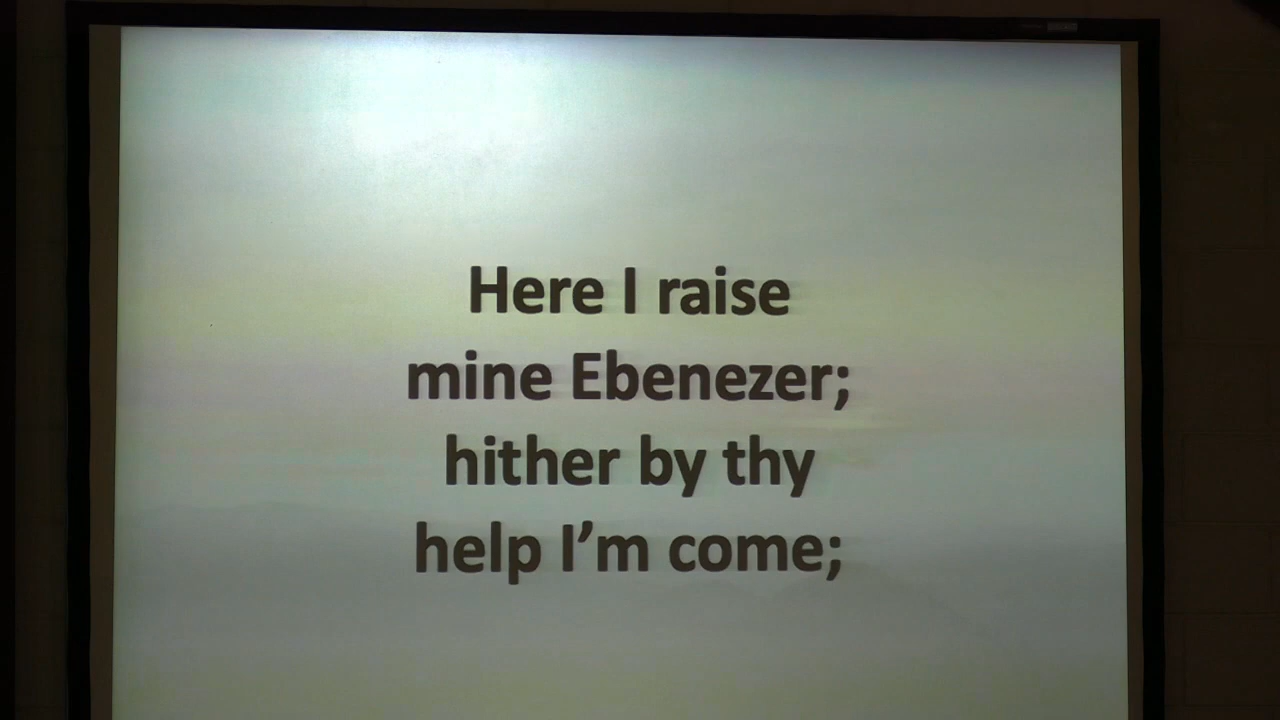 Here I raise
mine Ebenezer;
hither by thy
help I’m come;